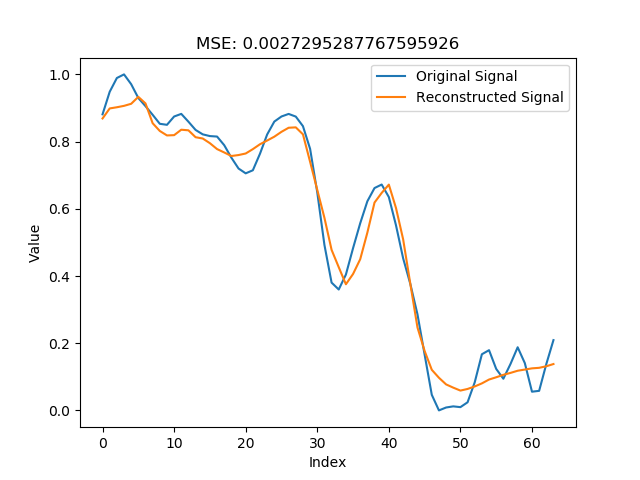 MSE: 0.0027295287767595926
Original Signal
Reconstructed Signal
1.0
0.8
0.6
0.4
0.2
0.0
Value
0 10 20 30 40 50 60
Index